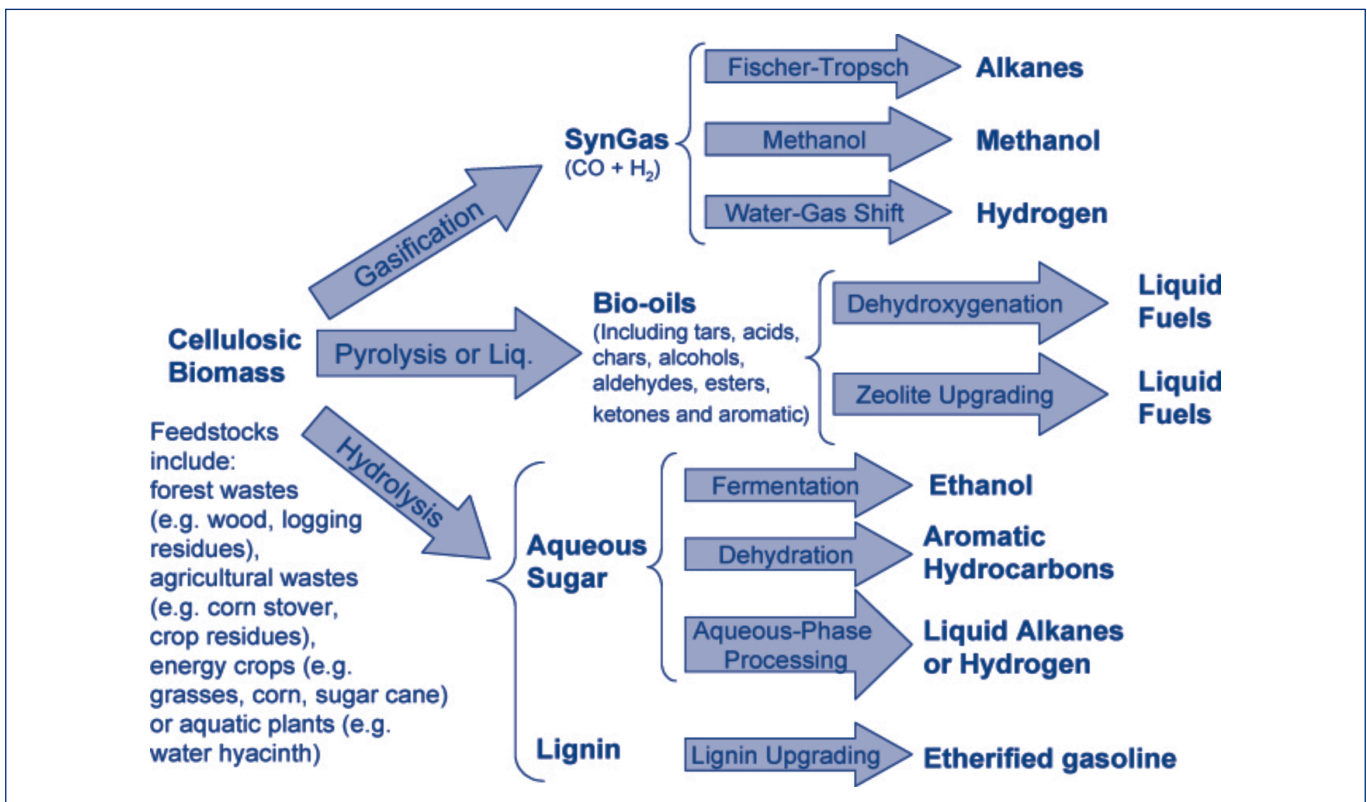 Fischer-Tropsch
Alkanes
SynGas
(CO + H₂)
Methanol
Methanol
Water-Gas Shift
Hydrogen
Gasification
Cellulosic
Biomass
Pyrolysis or Liq.
Bio-oils
(Including tars, acids,
chars, alcohols,
aldehydes, esters,
ketones and aromatic)
Dehydroxygenation
Liquid
Fuels
Zeolite Upgrading
Liquid
Fuels
Feedstocks
include:
forest wastes
(e.g. wood, logging
residues),
agricultural wastes
(e.g. corn stover,
crop residues),
energy crops (e.g.
grasses, corn, sugar cane)
or aquatic plants (e.g.
water hyacinth)
Hydrolysis
Aqueous
Sugar
Fermentation
Ethanol
Dehydration
Aromatic
Hydrocarbons
Aqueous-Phase
Processing
Liquid Alkanes
or Hydrogen
Lignin
Lignin Upgrading
Etherified gasoline